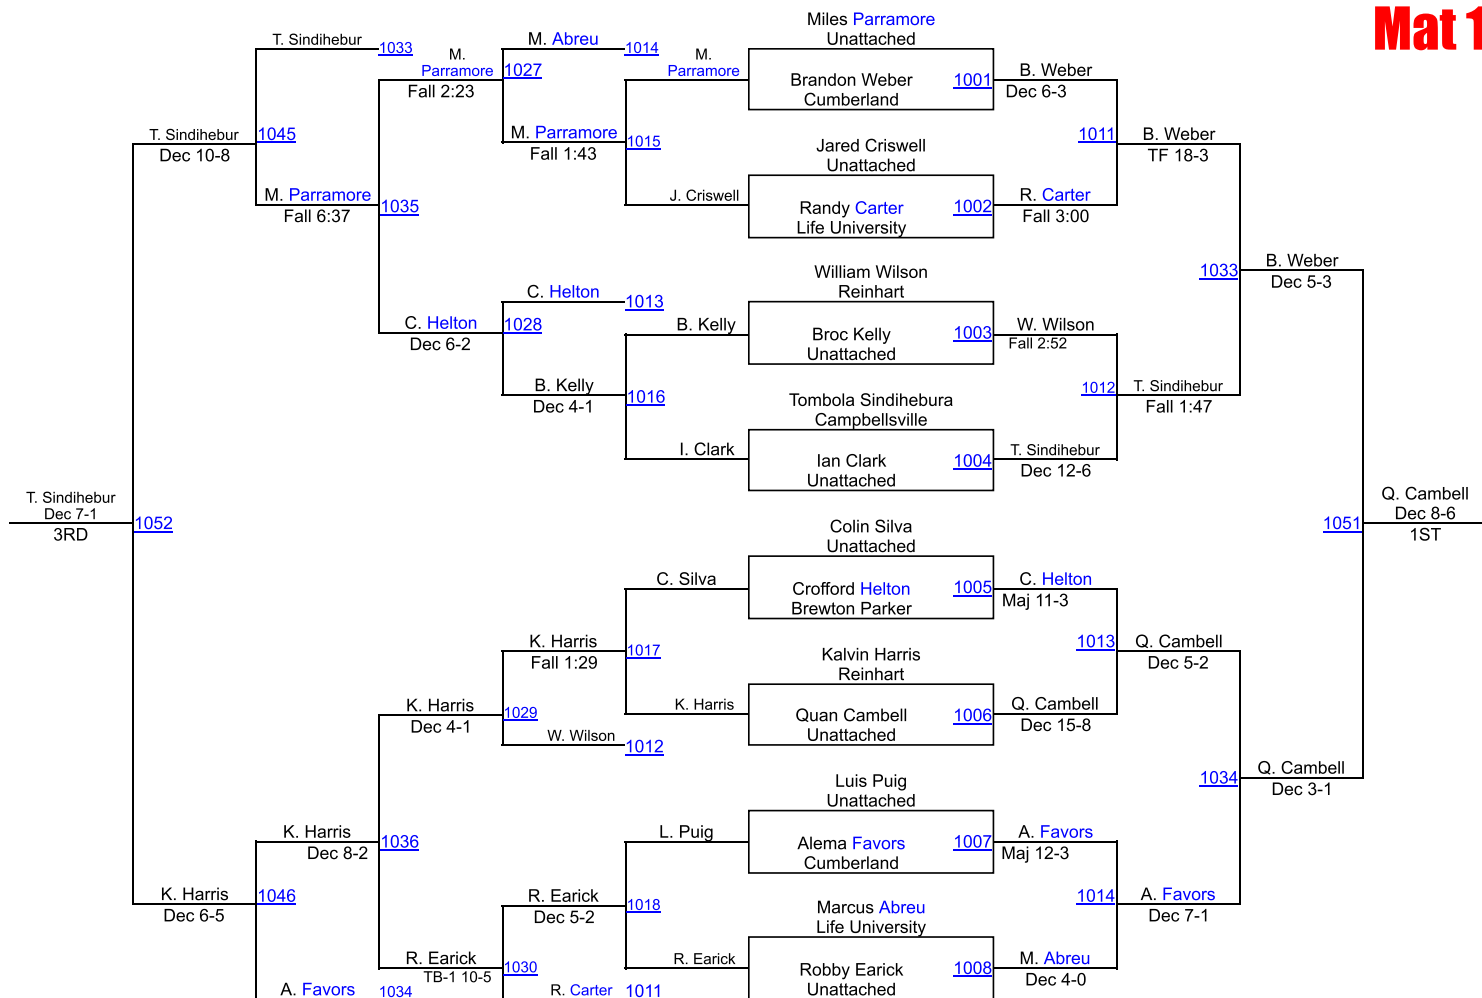 Mat 1
Miles Parramore
Unattached
T. Sindihebur
1033
M. Abreu
1014
M.
Parramore
1027
Fall 2:23
M.
Parramore
Brandon Weber
Cumberland
1001
B. Weber
Dec 6-3
T. Sindihebur
Dec 10-8
1045
M. Parramore
Fall 1:43
1015
Jared Criswell
Unattached
1011
B. Weber
TF 18-3
M. Parramore
Fall 6:37
1035
J. Criswell
Randy Carter
Life University
1002
R. Carter
Fall 3:00
William Wilson
Reinhart
1033
B. Weber
Dec 5-3
C. Helton
1013
C. Helton
Dec 6-2
1028
B. Kelly
Broc Kelly
Unattached
1003
W. Wilson
Fall 2:52
B. Kelly
Dec 4-1
1016
Tombola Sindihebura
Campbellsville
1012
T. Sindihebur
Fall 1:47
I. Clark
Ian Clark
Unattached
1004
T. Sindihebur
Dec 12-6
T. Sindihebur
Dec 7-1
3RD
1052
Colin Silva
Unattached
1051
Q. Cambell
Dec 8-6
1ST
C. Silva
Crofford Helton
Brewton Parker
1005
C. Helton
Maj 11-3
K. Harris
Fall 1:29
1017
Kalvin Harris
Reinhart
1013
Q. Cambell
Dec 5-2
K. Harris
Dec 4-1
1029
K. Harris
Quan Cambell
Unattached
1006
Q. Cambell
Dec 15-8
W. Wilson
1012
Luis Puig
Unattached
1034
Q. Cambell
Dec 3-1
K. Harris
Dec 8-2
1036
L. Puig
Alema Favors
Cumberland
1007
A. Favors
Maj 12-3
K. Harris
Dec 6-5
1046
R. Earick
Dec 5-2
1018
Marcus Abreu
Life University
1014
A. Favors
Dec 7-1
R. Earick
TB-1 10-5
1030
R. Earick
Robby Earick
Unattached
1008
M. Abreu
Dec 4-0
A. Favors
1034
R. Carter
1011